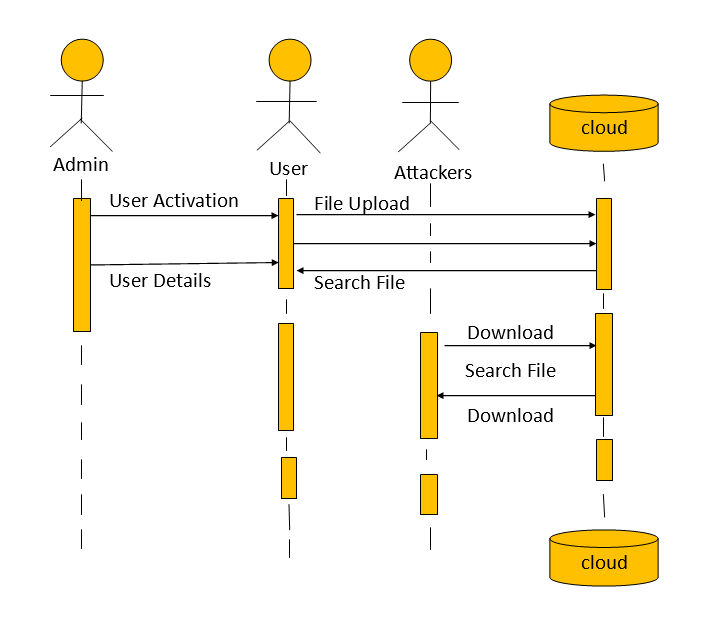 cloud
Admin
User
Attackers
User Activation
File Upload
User Details
Search File
Download
Search File
Download
cloud